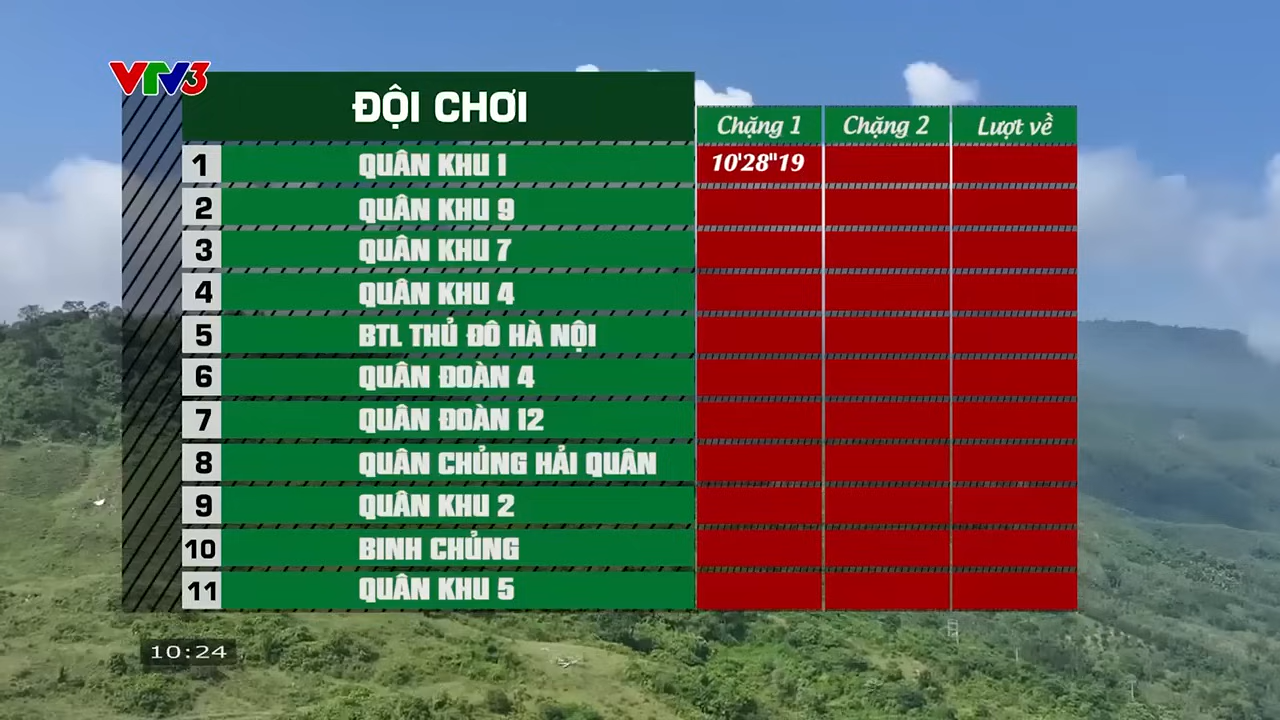 VTV3
ĐỘI CHƠI
Chặng 1 Chặng 2 Lượt về
1 QUÂN KHU 1 10'28"19
2 QUÂN KHU 9
3 QUÂN KHU 7
4 QUÂN KHU 4
5 BTL THỦ ĐÔ HÀ NỘI
6 QUÂN ĐOÀN 4
7 QUÂN ĐOÀN 12
8 QUÂN CHỦNG HẢI QUÂN
9 QUÂN KHU 2
10 BINH CHỦNG
11 QUÂN KHU 5
10:24